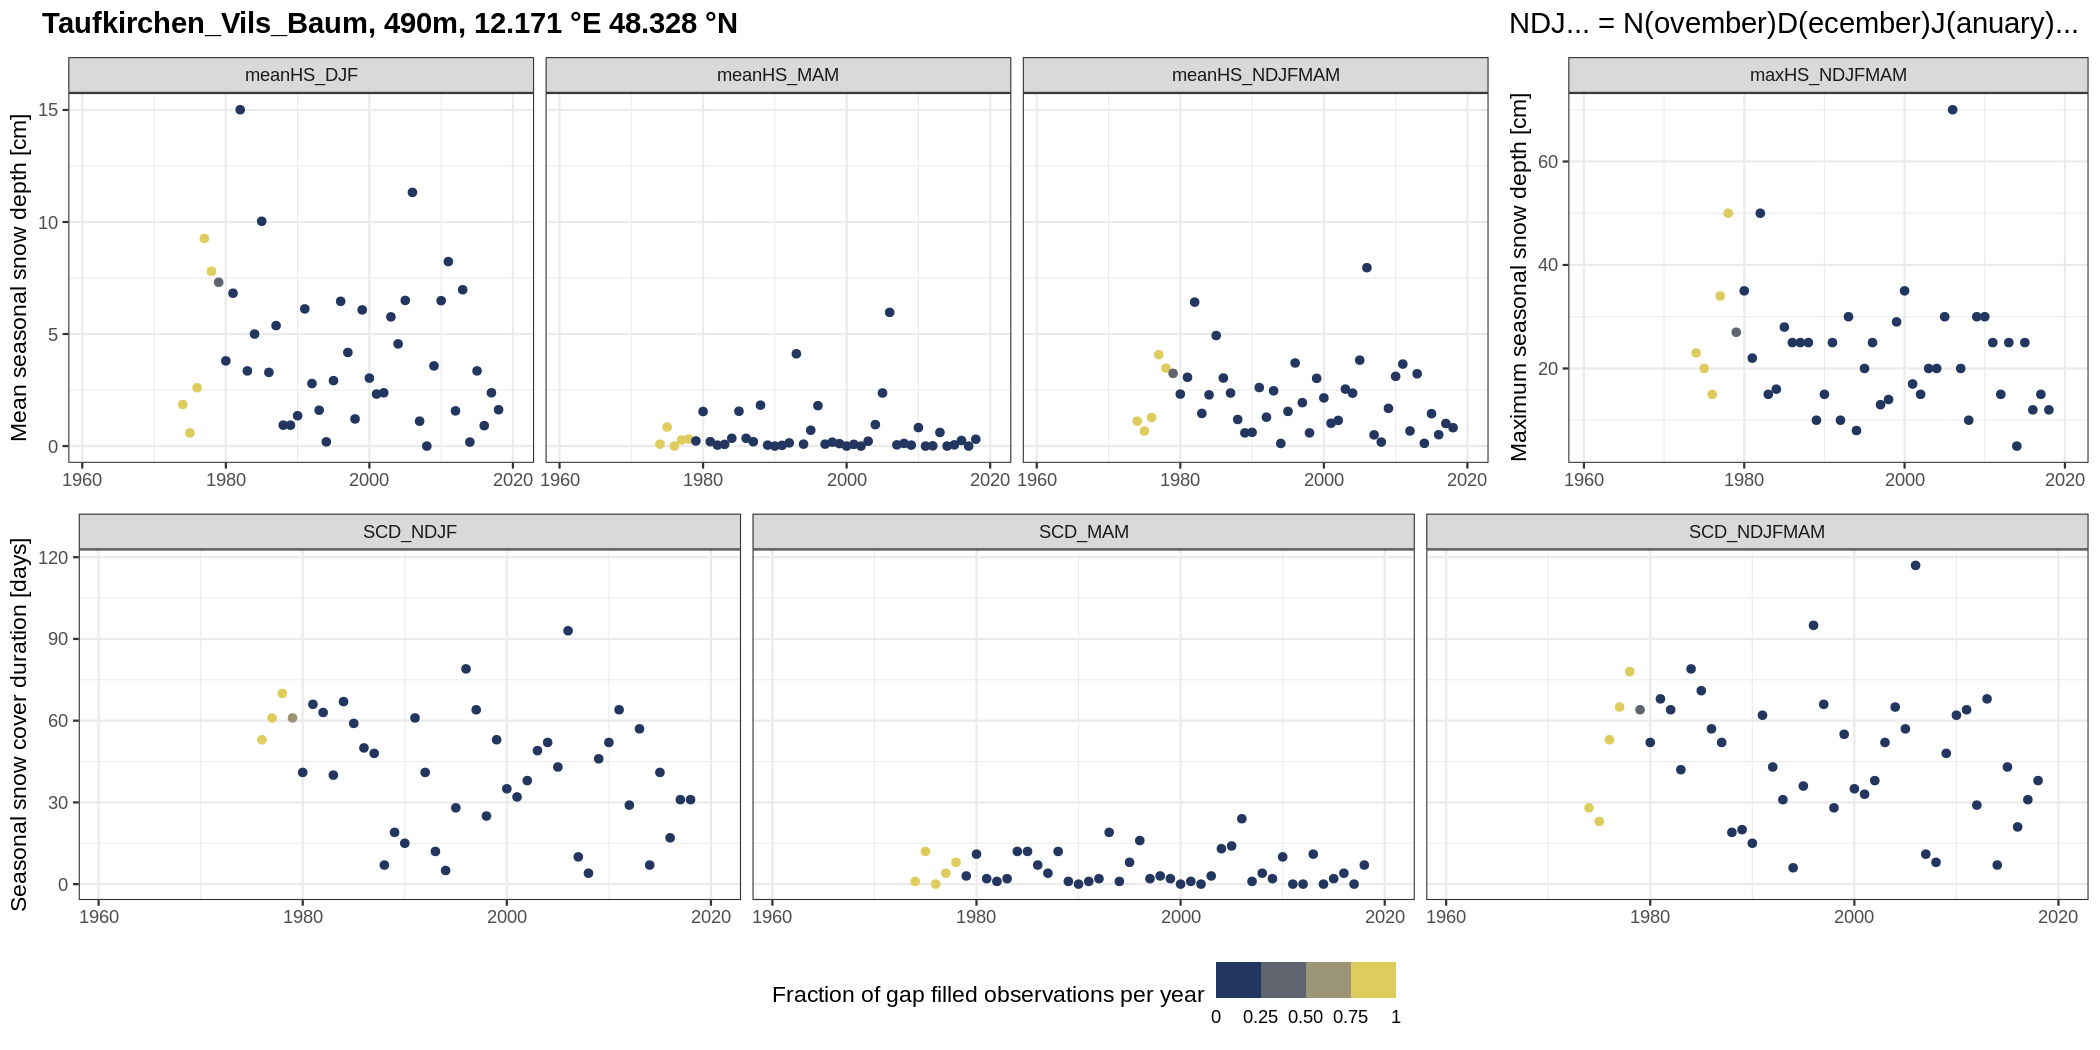 Taufkirchen_Vils_Baum, 490m, 12.171 °E 48.328 °N
NDJ... = N(ovember)D(ecember)J(anuary)...
meanHS_DJF
meanHS_MAM
meanHS_NDJFMAM
maxHS_NDJFMAM
Mean seasonal snow depth [cm]
15
10
5
0
1960 1980 2000 2020
1960 1980 2000 2020
1960 1980 2000 2020
Maximum seasonal snow depth [cm]
60
40
20
1960 1980 2000 2020
SCD_NDJF
SCD_MAM
SCD_NDJFMAM
Seasonal snow cover duration [days]
120
90
60
30
0
1960 1980 2000 2020
1960 1980 2000 2020
1960 1980 2000 2020
Fraction of gap filled observations per year
0 0.25 0.50 0.75 1